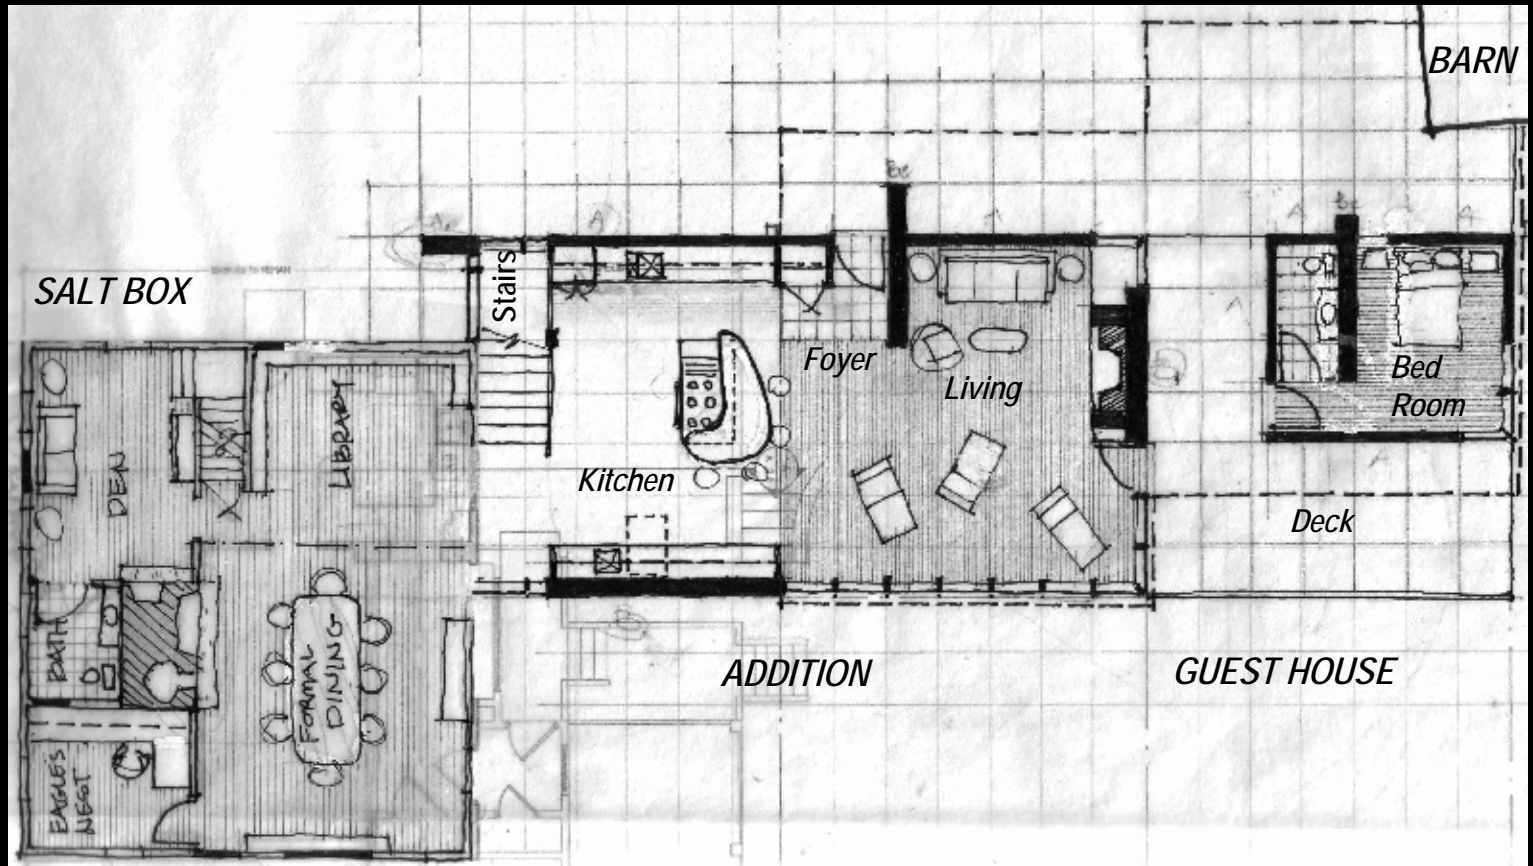 BARN
SALT BOX
Stairs
Foyer
Living
Bed
Room
DEN
LIBRARY
Kitchen
Deck
BATH
FORMAL
DINING
ADDITION
GUEST HOUSE
EAGLE'S
NEST